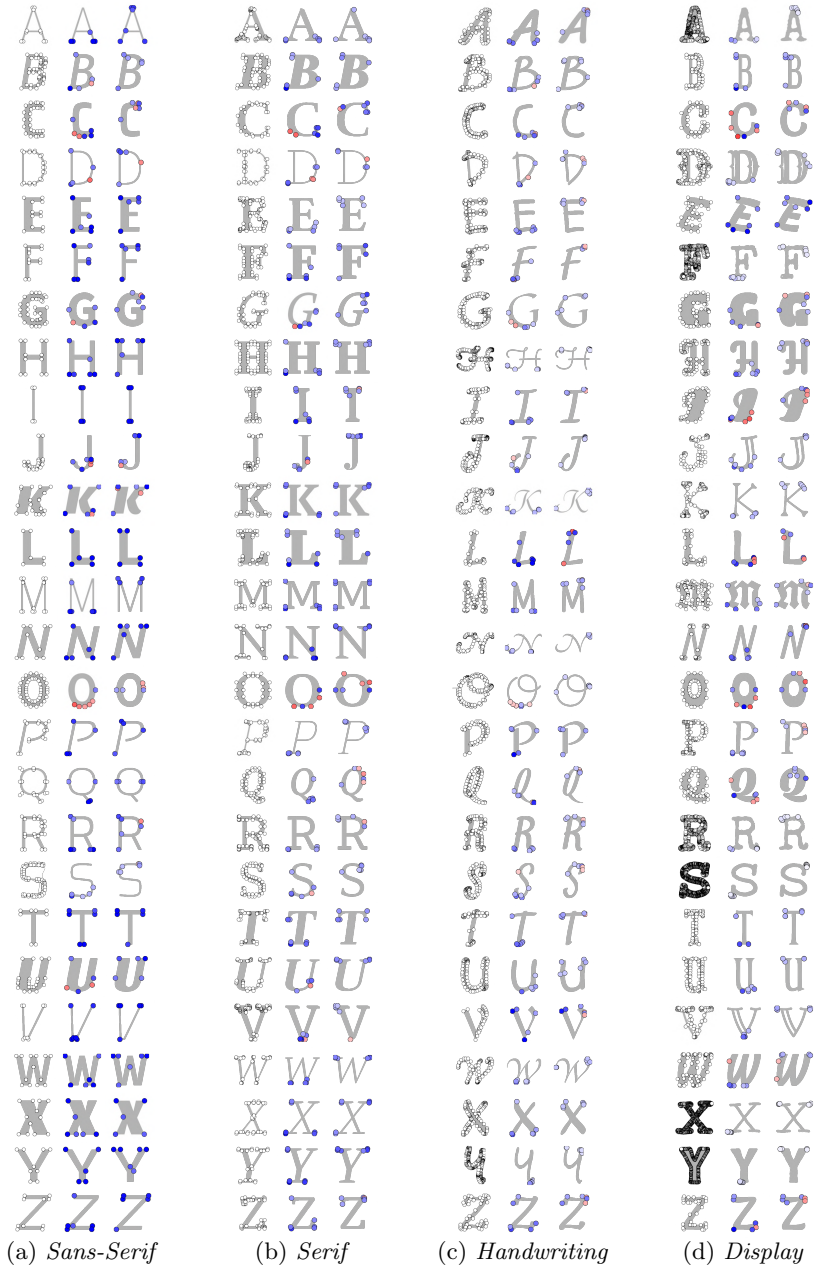 A A A A A A A A A A A A
B B B B B B B B B B B B
C C C C C C C C C C C C
D D D D D D D D D D D D
E E E E E E E E E E E E
F F F F F F F F F F F F
G G G G G G G G G G G G
H H H H H H H H H H H H
I I I I I I I I I I I I
J J J J J J J J J J J J
K K K K K K K K K K K K
L L L L L L L L L L L L
M M M M M M M M M M M M
N N N N N N N N N N N N
O O O O O O O O O O O O
P P P P P P P P P P P P
Q Q Q Q Q Q Q Q Q Q Q Q
R R R R R R R R R R R R
S S S S S S S S S S S S
T T T T T T T T T T T T
U U U U U U U U U U U U
V V V V V V V V V V V V
W W W W W W W W W W W W
X X X X X X X X X X X X
Y Y Y Y Y Y Y Y Y Y Y Y
Z Z Z Z Z Z Z Z Z Z Z Z
(a) Sans-Serif (b) Serif (c) Handwriting (d) Display